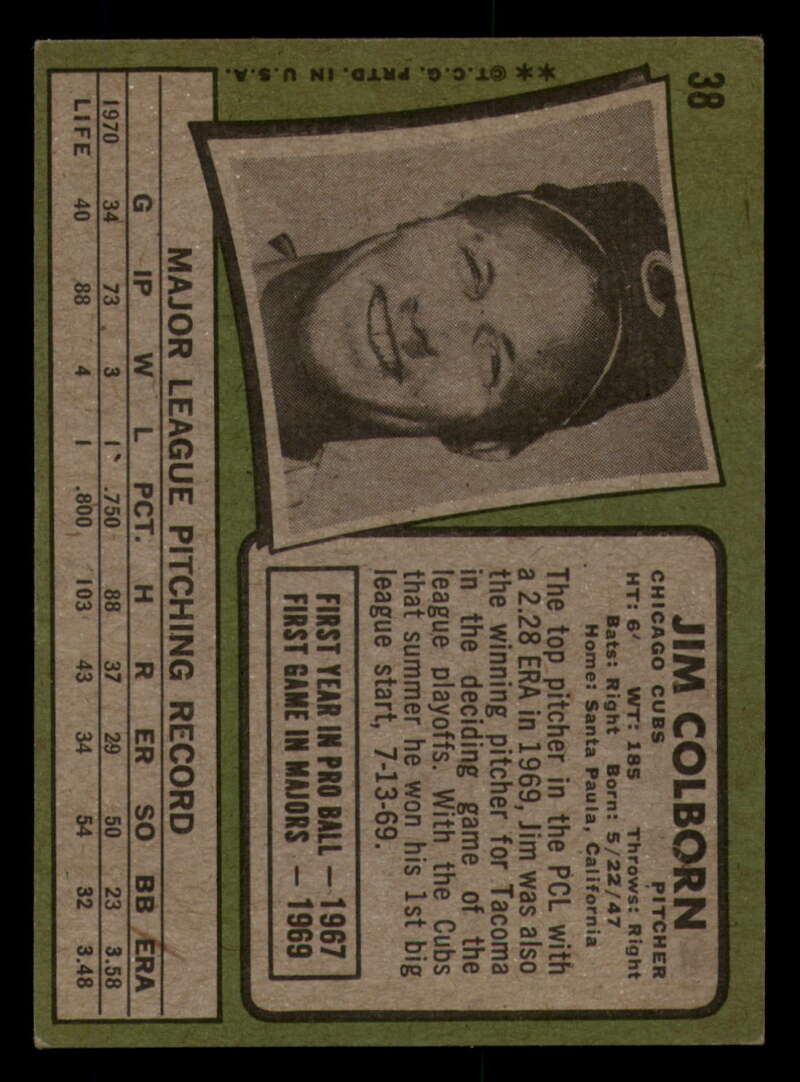 38
**©T.C.G. PRTD. IN U.S.A.
C
JIM COLBORN
CHICAGO CUBS PITCHER
HT: 6' WT: 185 Throws: Right
Bats: Right Born: 5/22/47
Home: Santa Paula, California
The top pitcher in the PCL with
a 2.28 ERA in 1969, Jim was also
the winning pitcher for Tacoma
in the deciding game of the
league playoffs. With the Cubs
that summer he won his 1st big
league start, 7-13-69.
FIRST YEAR IN PRO BALL — 1967
FIRST GAME IN MAJORS — 1969
MAJOR LEAGUE PITCHING RECORD
G IP W L PCT. H R ER SO BB ERA
1970 34 73 3 1 .750 88 37 29 50 23 3.58
LIFE 40 88 4 1 .800 103 43 34 54 32 3.48